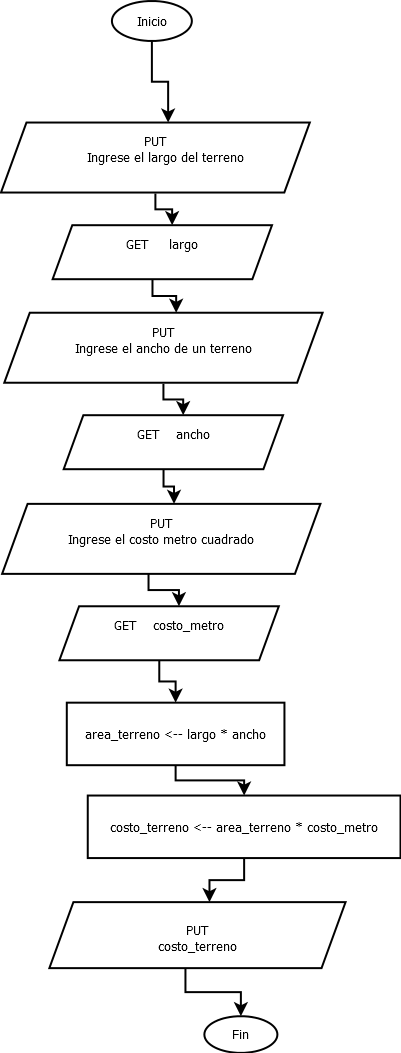 Inicio
PUT
Ingrese el largo del terreno
GET largo
PUT
Ingrese el ancho de un terreno
GET ancho
PUT
Ingrese el costo metro cuadrado
GET costo_metro
area_terreno <-- largo * ancho
costo_terreno <-- area_terreno * costo_metro
PUT
costo_terreno
Fin